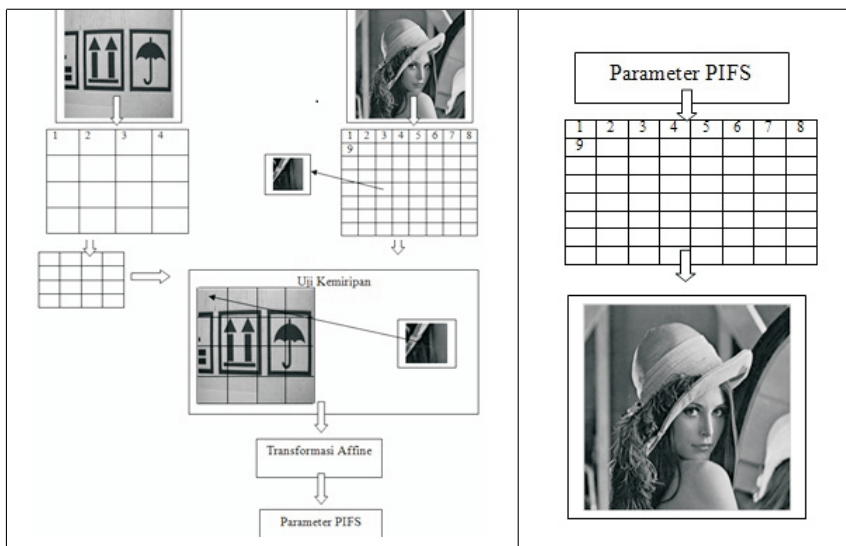 1 2 3 4
1 2 3 4 5 6 7 8
9
Uji Kemiripan
Transformasi Affine
Parameter PIFS
Parameter PIFS
1 2 3 4 5 6 7 8
9